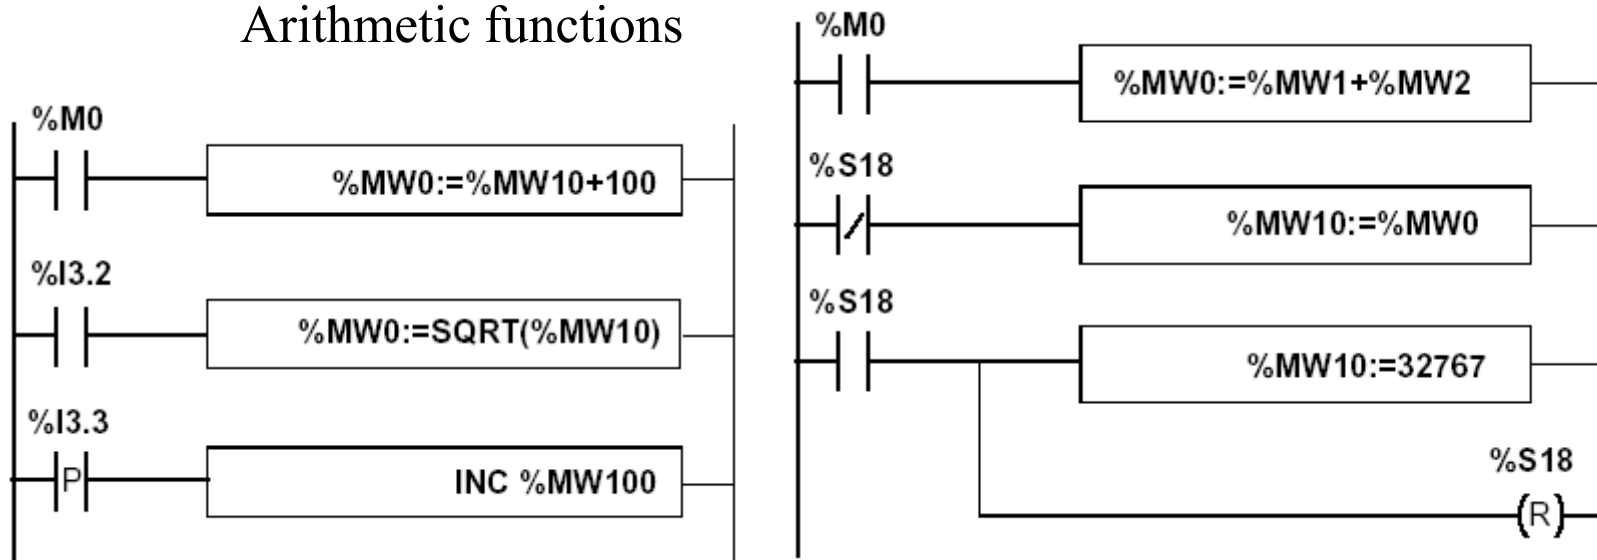 Arithmetic functions
%M0
%MW0:=%MW10+100
%I3.2
%MW0:=SQRT(%MW10)
%I3.3
P
INC %MW100
%M0
%MW0:=%MW1+%MW2
%S18
%MW10:=%MW0
%S18
%MW10:=32767
%S18
(R)